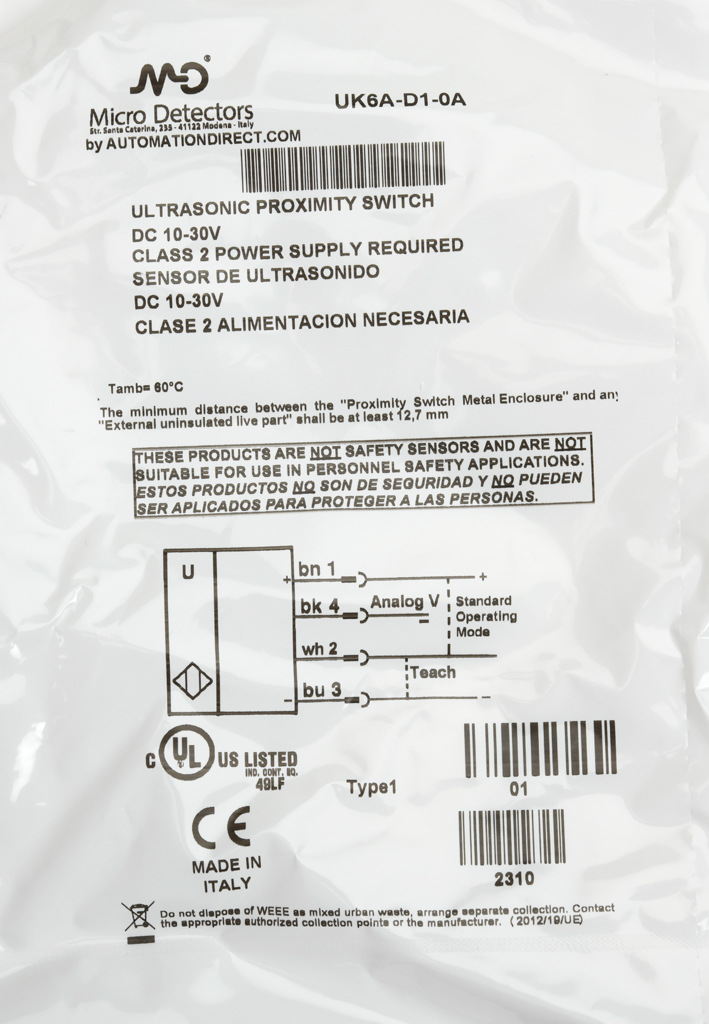 MD®
UK6A-D1-0A
Micro Detectors
Str. Santa Caterina, 235 - 41122 Modena - Italy
by AUTOMATIONDIRECT.COM
ULTRASONIC PROXIMITY SWITCH
DC 10-30V
CLASS 2 POWER SUPPLY REQUIRED
SENSOR DE ULTRASONIDO
DC 10-30V
CLASE 2 ALIMENTACION NECESARIA
Tamb= 60°C
The minimum distance between the "Proximity Switch Metal Enclosure" and any
"External uninsulated live part" shall be at least 12,7 mm
THESE PRODUCTS ARE NOT SAFETY SENSORS AND ARE NOT
SUITABLE FOR USE IN PERSONNEL SAFETY APPLICATIONS.
ESTOS PRODUCTOS NO SON DE SEGURIDAD Y NO PUEDEN
SER APLICADOS PARA PROTEGER A LAS PERSONAS.
U
+ bn 1 +
bk 4 Analog V =
Standard
Operating
Mode
wh 2
Teach
- bu 3 -
C UL US LISTED
IND. CONT. EQ.
49LF
Type1
01
CE
MADE IN
ITALY
2310
Do not dispose of WEEE as mixed urban waste, arrange separate collection. Contact
the appropriate authorized collection points or the manufacturer. (2012/19/UE)